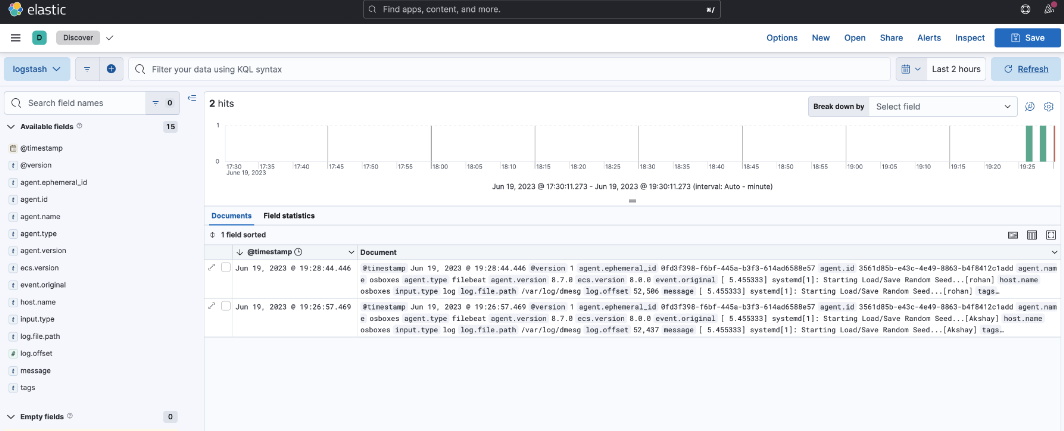 elastic
Find apps, content, and more.
⌘/
D
Discover
Options
New
Open
Share
Alerts
Inspect
Save
logstash
Filter your data using KQL syntax
Last 2 hours
Refresh
Search field names
0
2 hits
Break down by
Select field
Available fields
15
@timestamp
@version
agent.ephemeral_id
agent.id
agent.name
agent.type
agent.version
ecs.version
event.original
host.name
input.type
log.file.path
log.offset
message
tags
Empty fields
0
1
0
17:30 17:35 17:40 17:45 17:50 17:55 18:00 18:05 18:10 18:15 18:20 18:25 18:30 18:35 18:40 18:45 18:50 18:55 19:00 19:05 19:10 19:15 19:20 19:25
June 19, 2023
Jun 19, 2023 @ 17:30:11.273 - Jun 19, 2023 @ 19:30:11.273 (interval: Auto - minute)
Documents
Field statistics
1 field sorted
@timestamp
Document
Jun 19, 2023 @ 19:28:44.446
@timestamp Jun 19, 2023 @ 19:28:44.446 @version 1 agent.ephemeral_id 0fd3f398-f6bf-445a-b3f3-614ad6588e57 agent.id 3561d85b-e43c-4e49-8863-b4f8412c1add agent.nam
e osboxes agent.type filebeat agent.version 8.7.0 ecs.version 8.0.0 event.original [ 5.455333] systemd[1]: Starting Load/Save Random Seed...[rohan] host.name
osboxes input.type log log.file.path /var/log/dmesg log.offset 52,506 message [ 5.455333] systemd[1]: Starting Load/Save Random Seed...[rohan] tags…
Jun 19, 2023 @ 19:26:57.469
@timestamp Jun 19, 2023 @ 19:26:57.469 @version 1 agent.ephemeral_id 0fd3f398-f6bf-445a-b3f3-614ad6588e57 agent.id 3561d85b-e43c-4e49-8863-b4f8412c1add agent.nam
e osboxes agent.type filebeat agent.version 8.7.0 ecs.version 8.0.0 event.original [ 5.455333] systemd[1]: Starting Load/Save Random Seed...[Akshay] host.name
osboxes input.type log log.file.path /var/log/dmesg log.offset 52,437 message [ 5.455333] systemd[1]: Starting Load/Save Random Seed...[Akshay] tags…